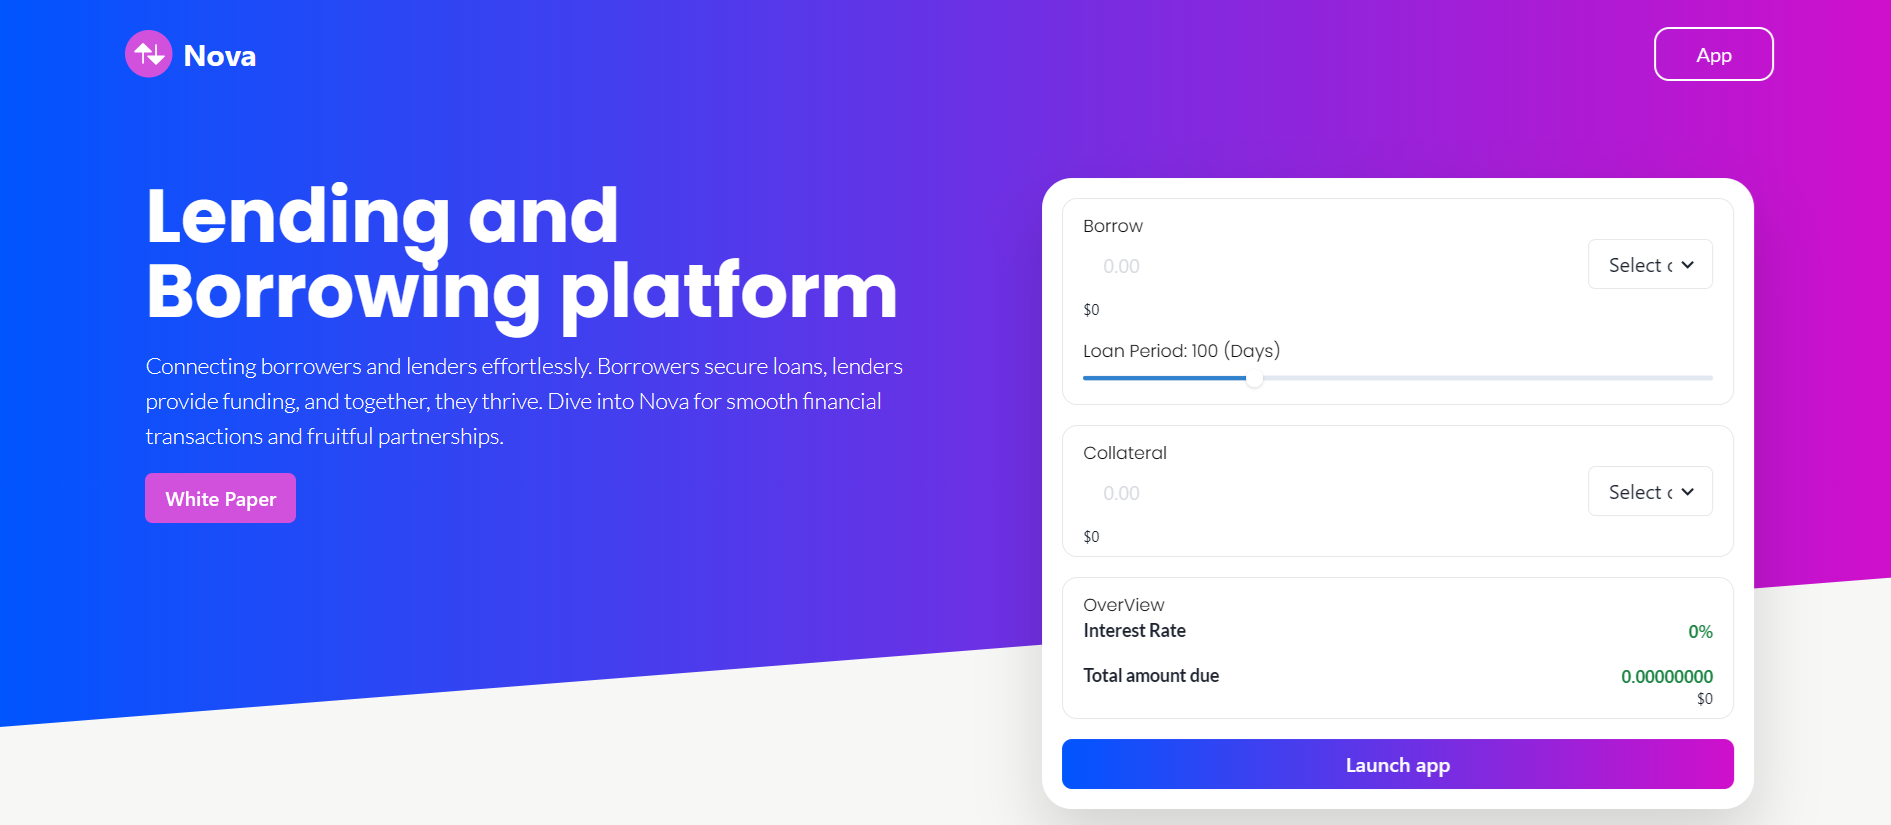 Nova
App
Lending and
Borrowing platform
Connecting borrowers and lenders effortlessly. Borrowers secure loans, lenders
provide funding, and together, they thrive. Dive into Nova for smooth financial
transactions and fruitful partnerships.
White Paper
Borrow
0.00
Select c
$0
Loan Period: 100 (Days)
Collateral
0.00
Select c
$0
OverView
Interest Rate 0%
Total amount due 0.00000000
$0
Launch app